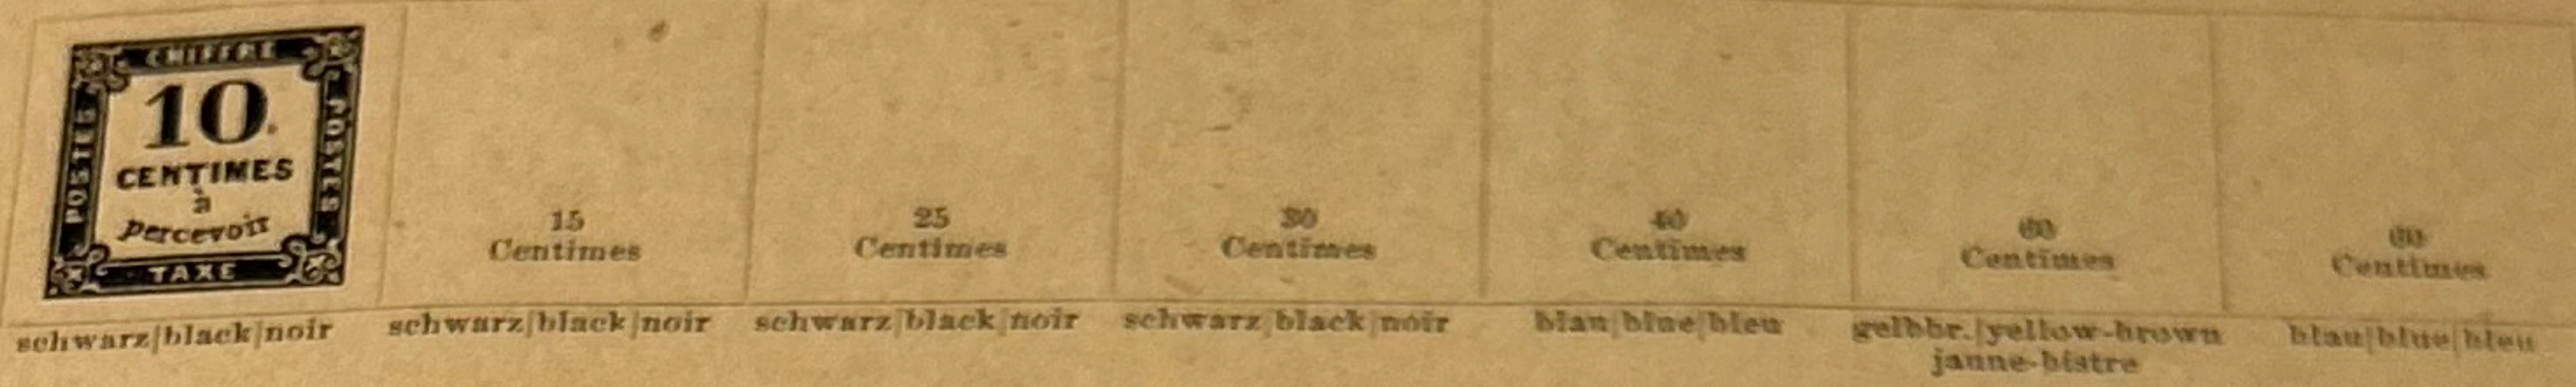 CHIFFRE
POSTES
10.
CENTIMES
à
percevoir
POSTES
TAXE
15
Centimes
25
Centimes
30
Centimes
40
Centimes
60
Centimes
60
Centimes
schwarz|black|noir
schwarz|black|noir
schwarz|black|noir
schwarz|black|noir
blau|blue|bleu
gelbbr.|yellow-brown
jaune-bistre
blau|blue|bleu